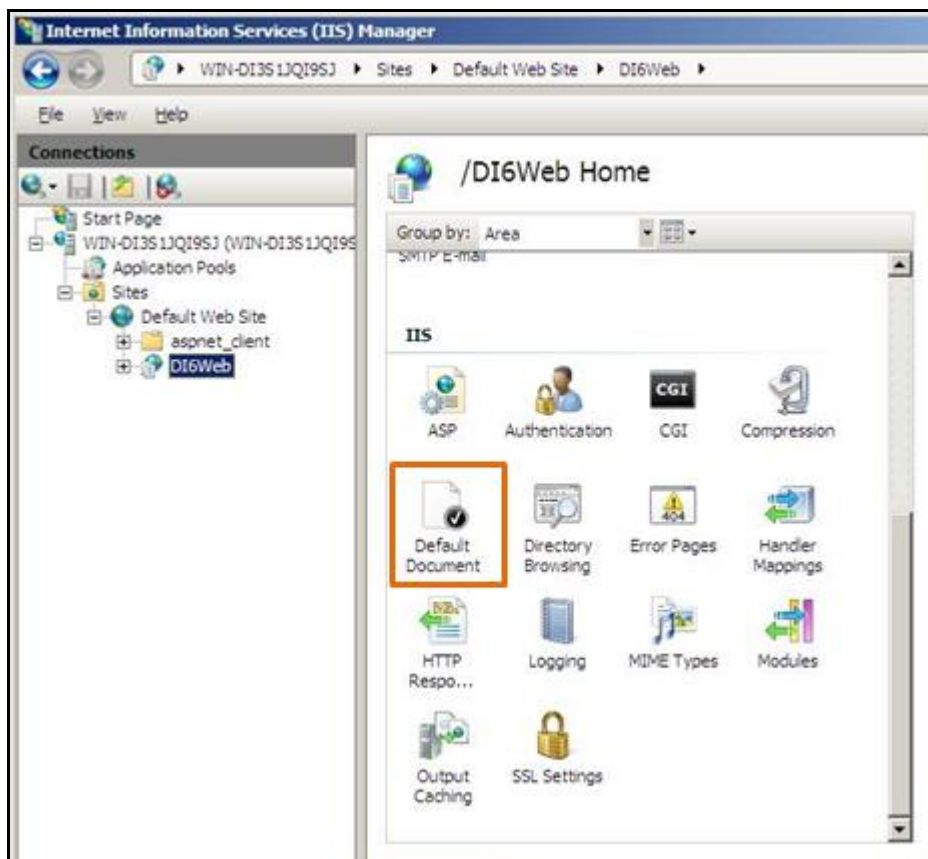 Internet Information Services (IIS) Manager
WIN-DI3S1JQI9SJ Sites Default Web Site DI6Web
File View Help
Connections
Start Page
WIN-DI3S1JQI9SJ (WIN-DI3S1JQI9S
Application Pools
Sites
Default Web Site
aspnet_client
DI6Web
/DI6Web Home
Group by: Area
SMTP E-mail
IIS
ASP
Authentication
CGI
CGI
Compression
Default
Document
Directory
Browsing
404
Error Pages
Handler
Mappings
HTTP
Respo...
Logging
MIME Types
Modules
Output
Caching
SSL Settings